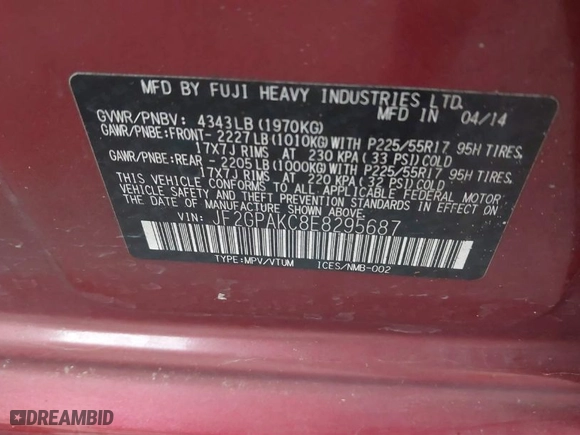 MFD BY FUJI HEAVY INDUSTRIES LTD.
MFD IN 04/14
GVWR/PNBV: 4343LB (1970KG)
GAWR/PNBE: FRONT- 2227LB (1010KG) WITH P225/55R17 95H TIRES,
17X7J RIMS AT 230 KPA (33 PSI) COLD
GAWR/PNBE: REAR - 2205LB (1000KG) WITH P225/55R17 95H TIRES,
17X7J RIMS AT 220 KPA (32 PSI) COLD
THIS VEHICLE CONFORMS TO ALL APPLICABLE FEDERAL MOTOR
VEHICLE SAFETY AND THEFT PREVENTION STANDARDS IN EFFECT ON
THE DATE OF MANUFACTURE SHOWN ABOVE.
VIN: JF2GPAKC8E8295687
TYPE:MPV/VTUM ICES/NMB-002
DREAMBID